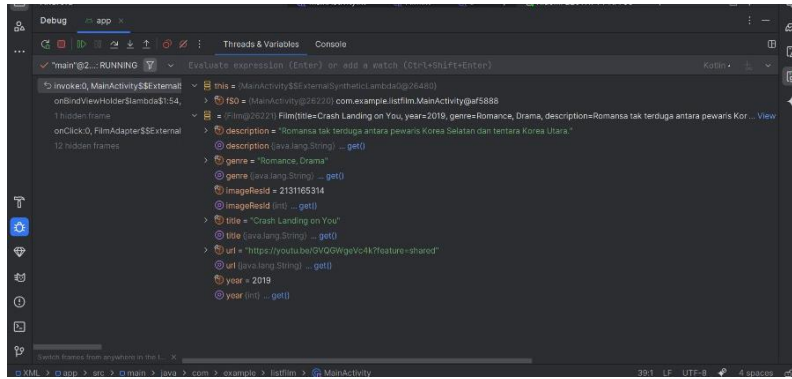 Debug app ×
Threads & Variables Console
"main"@2...: RUNNING
Evaluate expression (Enter) or add a watch (Ctrl+Shift+Enter)
Kotlin
invoke:0, MainActivity$$External
onBindViewHolder$lambda$1:54,
1 hidden frame
onClick:0, FilmAdapter$$External
12 hidden frames
this = {MainActivity$$ExternalSyntheticLambda0@26480}
f$0 = {MainActivity@26220} com.example.listfilm.MainActivity@af5888
= {Film@26221} Film(title=Crash Landing on You, year=2019, genre=Romance, Drama, description=Romansa tak terduga antara pewaris Kor ... View
description = "Romansa tak terduga antara pewaris Korea Selatan dan tentara Korea Utara."
description (java.lang.String) ... get()
genre = "Romance, Drama"
genre (java.lang.String) ... get()
imageResId = 2131165314
imageResId (int) ... get()
title = "Crash Landing on You"
title (java.lang.String) ... get()
url = "https://youtu.be/GVQGWgeVc4k?feature=shared"
url (java.lang.String) ... get()
year = 2019
year (int) ... get()
Switch frames from anywhere in the I... ×
XML > app > src > main > java > com > example > listfilm > MainActivity
39:1 LF UTF-8 4 spaces